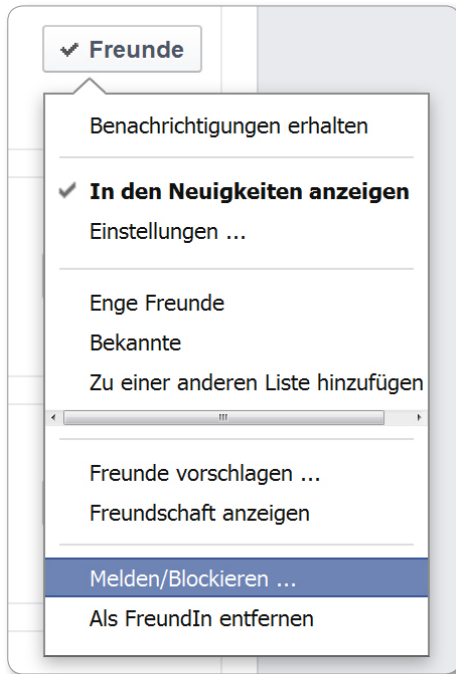 Freunde
Benachrichtigungen erhalten
In den Neuigkeiten anzeigen
Einstellungen ...
Enge Freunde
Bekannte
Zu einer anderen Liste hinzufügen
Freunde vorschlagen ...
Freundschaft anzeigen
Melden/Blockieren ...
Als FreundIn entfernen